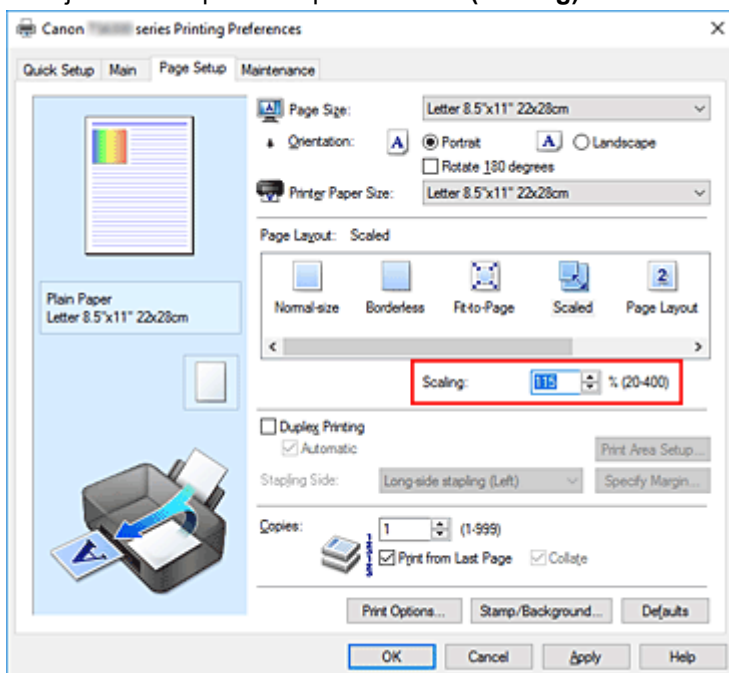 Canon series Printing Preferences
Quick Setup Main Page Setup Maintenance
Page Size: Letter 8.5"x11" 22x28cm
Orientation: A Portrait A Landscape
Rotate 180 degrees
Printer Paper Size: Letter 8.5"x11" 22x28cm
Page Layout: Scaled
Normal-size Borderless Fit-to-Page Scaled 2 Page Layout
Plain Paper
Letter 8.5"x11" 22x28cm
Scaling: 115 % (20-400)
Duplex Printing
Automatic
Print Area Setup...
Stapling Side: Long-side stapling (Left) Specify Margin...
Copies: 1 (1-999)
Print from Last Page Collate
Print Options... Stamp/Background... Defaults
OK Cancel Apply Help